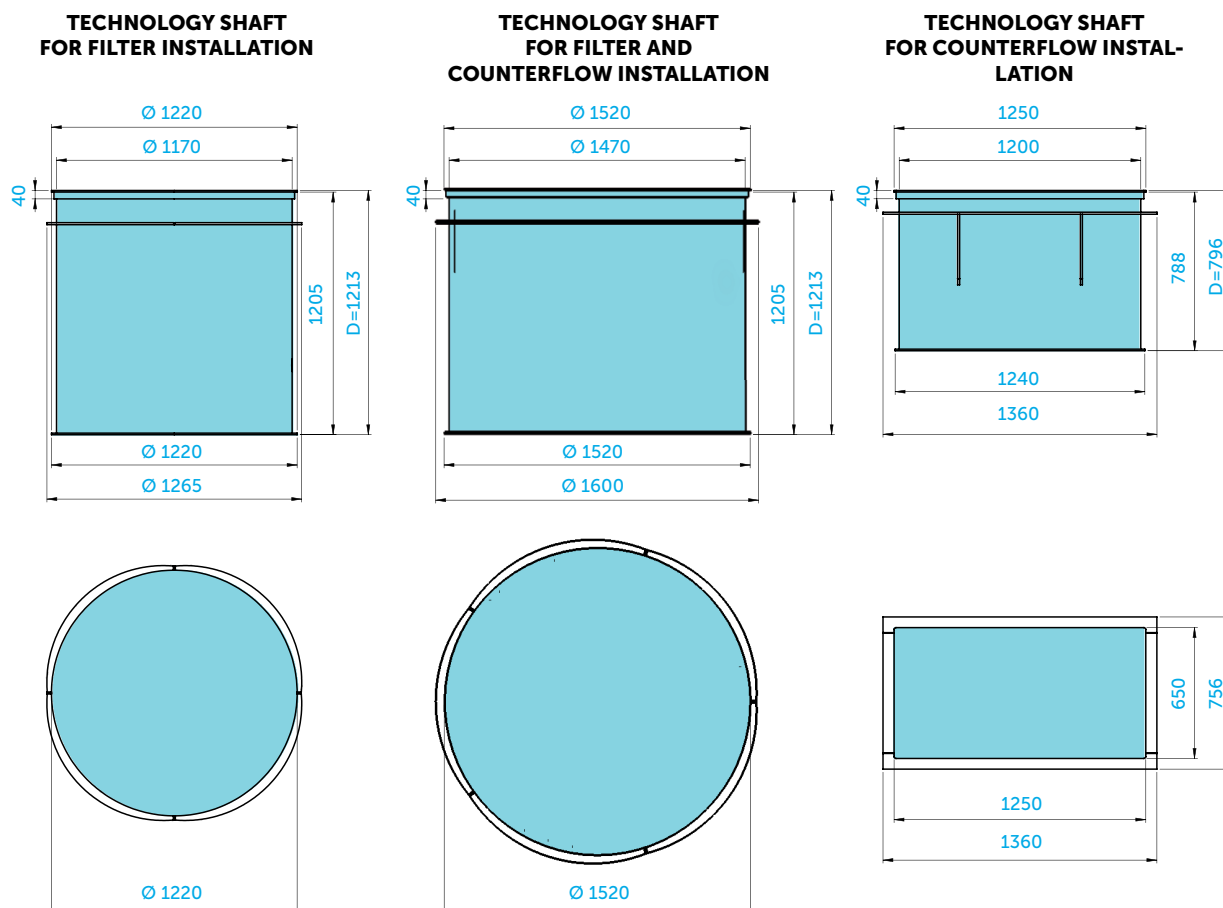 TECHNOLOGY SHAFT
FOR FILTER INSTALLATION
Ø 1220
Ø 1170
40
1205
D=1213
Ø 1220
Ø 1265
Ø 1220
TECHNOLOGY SHAFT
FOR FILTER AND
COUNTERFLOW INSTALLATION
Ø 1520
Ø 1470
40
1205
D=1213
Ø 1520
Ø 1600
Ø 1520
TECHNOLOGY SHAFT
FOR COUNTERFLOW INSTAL-
LATION
1250
1200
40
788
D=796
1240
1360
650
756
1250
1360